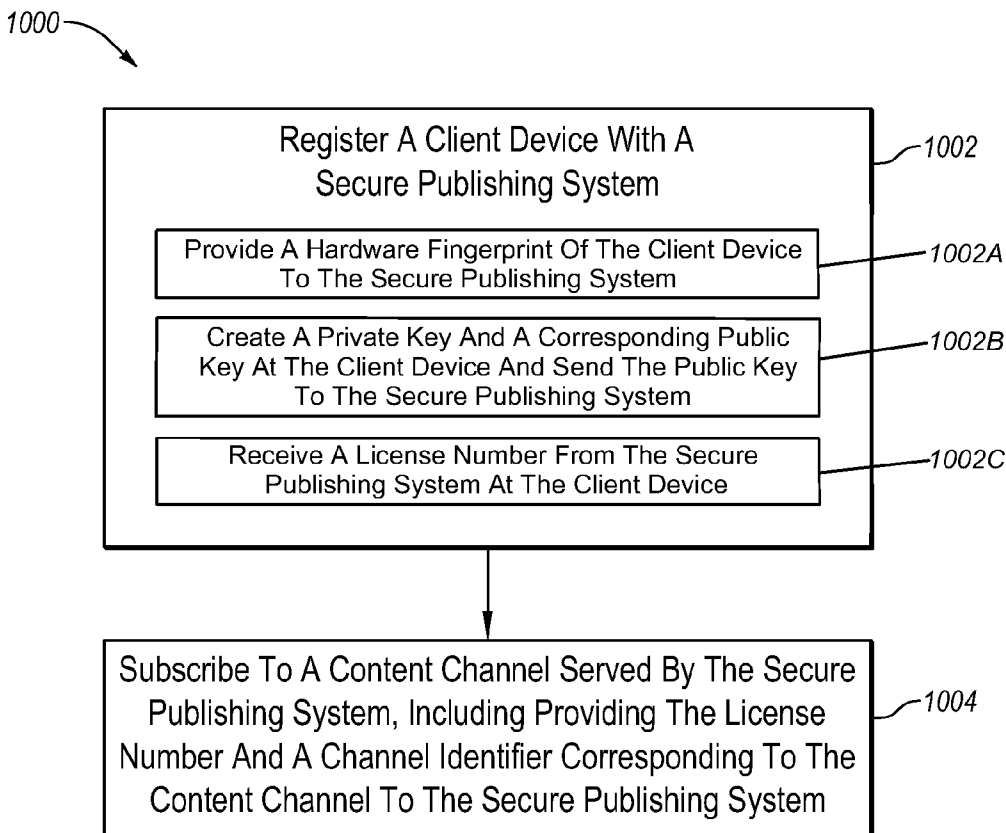 1000
Register A Client Device With A
Secure Publishing System
1002
Provide A Hardware Fingerprint Of The Client Device
To The Secure Publishing System
1002A
Create A Private Key And A Corresponding Public
Key At The Client Device And Send The Public Key
To The Secure Publishing System
1002B
Receive A License Number From The Secure
Publishing System At The Client Device
1002C
Subscribe To A Content Channel Served By The Secure
Publishing System, Including Providing The License
Number And A Channel Identifier Corresponding To The
Content Channel To The Secure Publishing System
1004